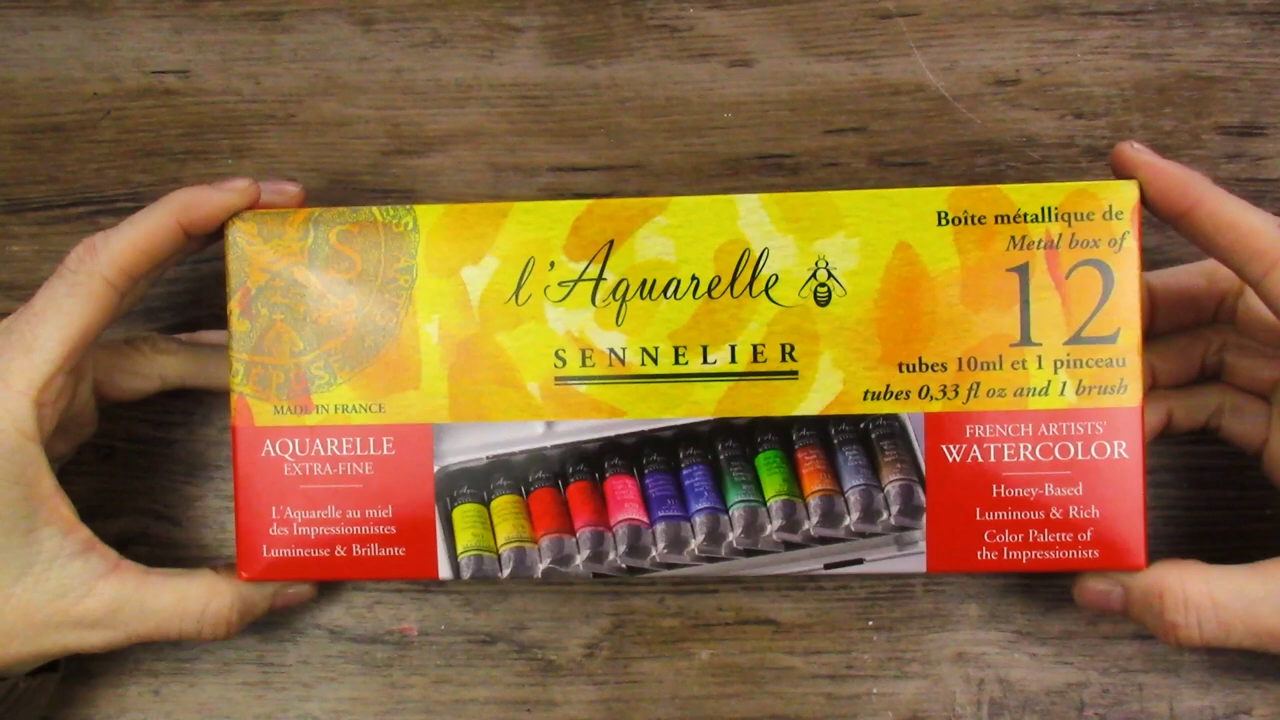 l'Aquarelle
SENNELIER
Boîte métallique de
Metal box of
12
tubes 10ml et 1 pinceau
tubes 0,33 fl oz and 1 brush
S
DEPUIS
MADE IN FRANCE
AQUARELLE
EXTRA-FINE
L'Aquarelle au miel
des Impressionnistes
Lumineuse & Brillante
FRENCH ARTISTS'
WATERCOLOR
Honey-Based
Luminous & Rich
Color Palette of
the Impressionists